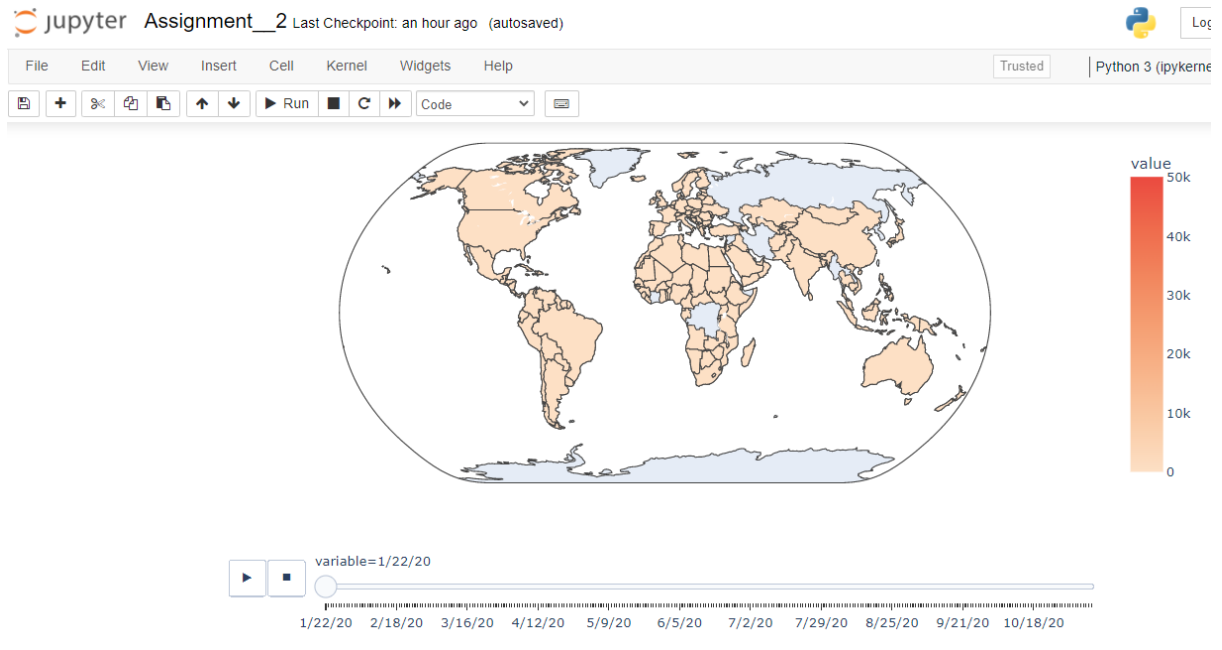 jupyter Assignment__2 Last Checkpoint: an hour ago (autosaved)
Log
File Edit View Insert Cell Kernel Widgets Help Trusted Python 3 (ipykerne
Run Code
value
50k
40k
30k
20k
10k
0
variable=1/22/20
1/22/20 2/18/20 3/16/20 4/12/20 5/9/20 6/5/20 7/2/20 7/29/20 8/25/20 9/21/20 10/18/20